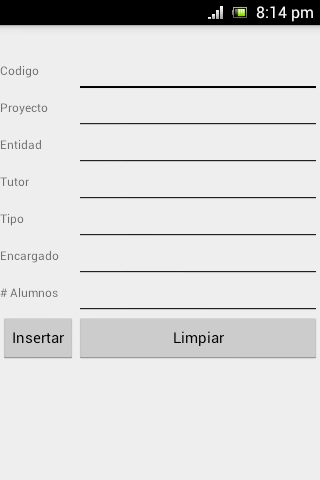 8:14 pm
Codigo
Proyecto
Entidad
Tutor
Tipo
Encargado
# Alumnos
Insertar Limpiar